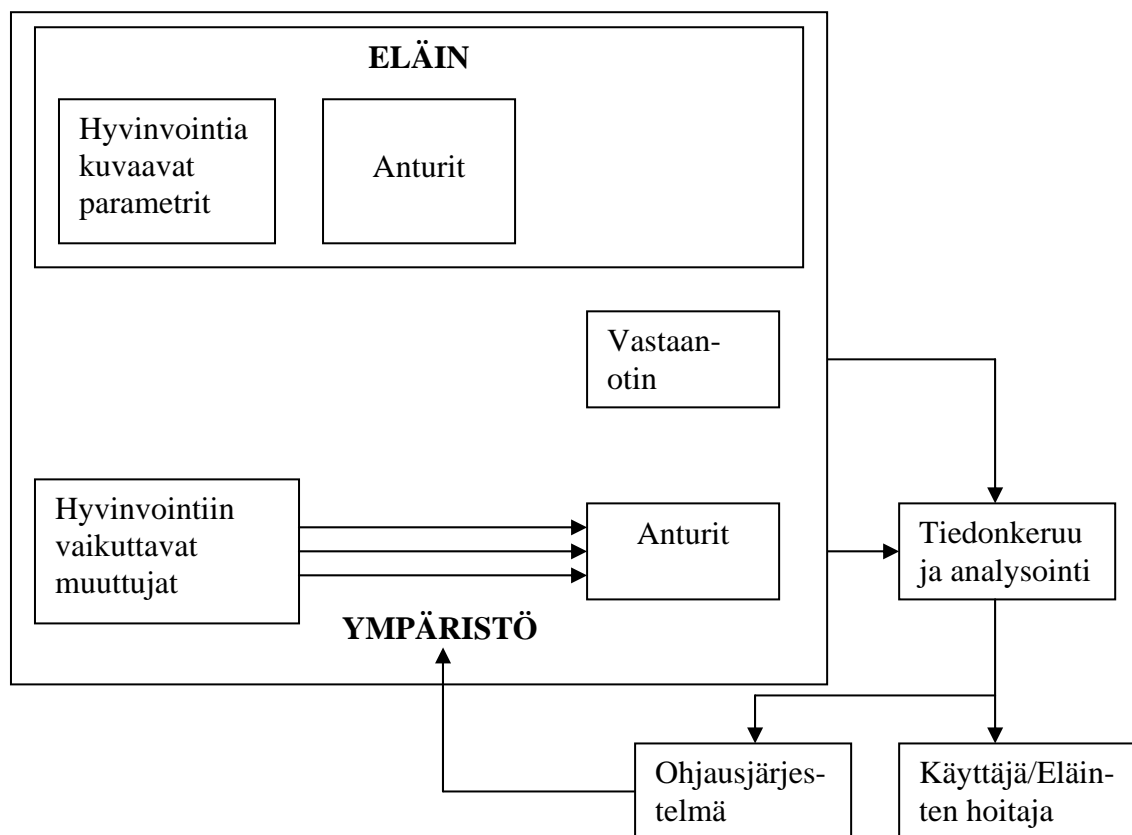 ELÄIN
Hyvinvointia
kuvaavat
parametrit
Anturit
Vastaan-
otin
Hyvinvointiin
vaikuttavat
muuttujat
Anturit
Tiedonkeruu
ja analysointi
YMPÄRISTÖ
Ohjausjärjes-
telmä
Käyttäjä/Eläin-
ten hoitaja